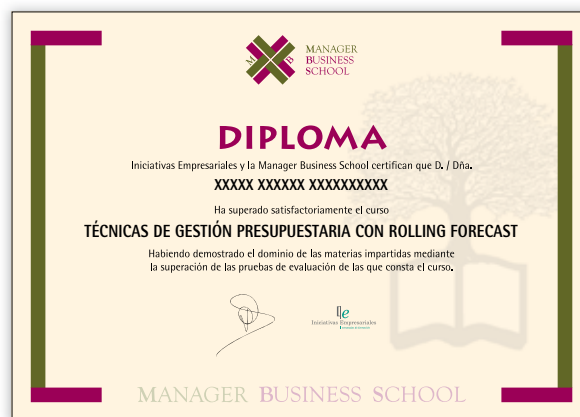 M B
MANAGER
BUSINESS
SCHOOL
DIPLOMA
Iniciativas Empresariales y la Manager Business School certifican que D. / Dña.
XXXXX XXXXXX XXXXXXXXXX
Ha superado satisfactoriamente el curso
TÉCNICAS DE GESTIÓN PRESUPUESTARIA CON ROLLING FORECAST
Habiendo demostrado el dominio de las materias impartidas mediante
la superación de las pruebas de evaluación de las que consta el curso.
Iniciativas Empresariales
MANAGER BUSINESS SCHOOL